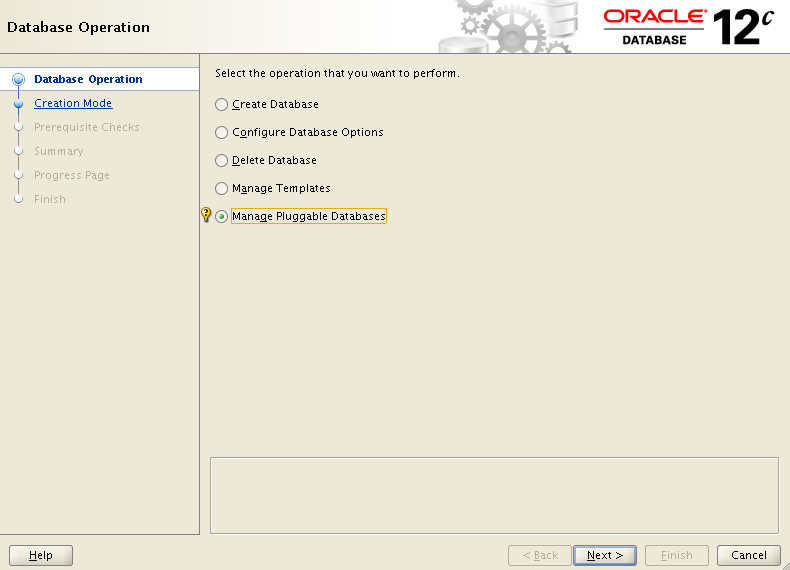 Database Operation
ORACLE®
DATABASE
12c
Database Operation
Creation Mode
Prerequisite Checks
Summary
Progress Page
Finish
Select the operation that you want to perform.
Create Database
Configure Database Options
Delete Database
Manage Templates
Manage Pluggable Databases
Help
< Back
Next >
Finish
Cancel